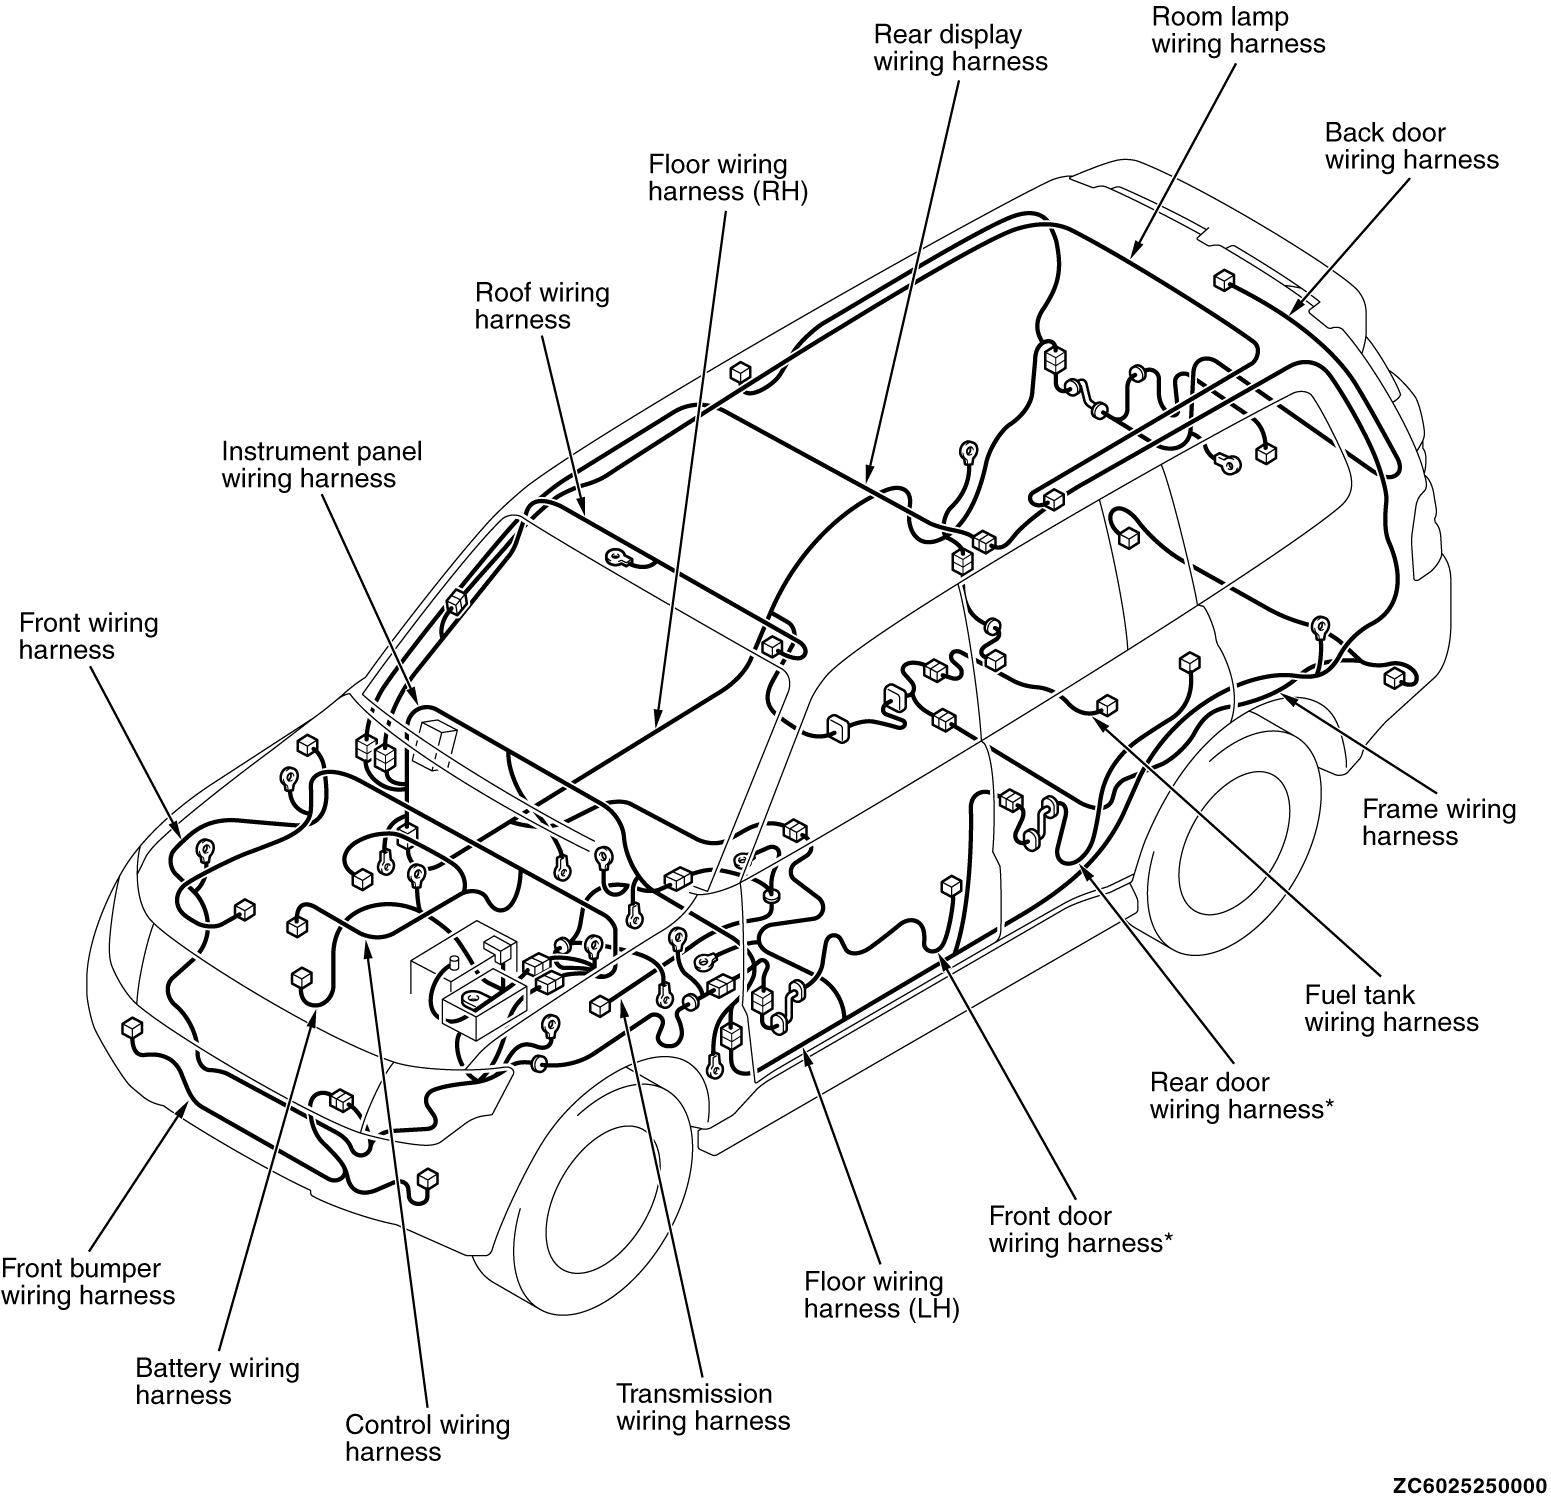 Room lamp
wiring harness
Rear display
wiring harness
Back door
wiring harness
Floor wiring
harness (RH)
Roof wiring
harness
Instrument panel
wiring harness
Front wiring
harness
Frame wiring
harness
Fuel tank
wiring harness
Rear door
wiring harness*
Front door
wiring harness*
Floor wiring
harness (LH)
Front bumper
wiring harness
Battery wiring
harness
Transmission
wiring harness
Control wiring
harness
ZC6025250000